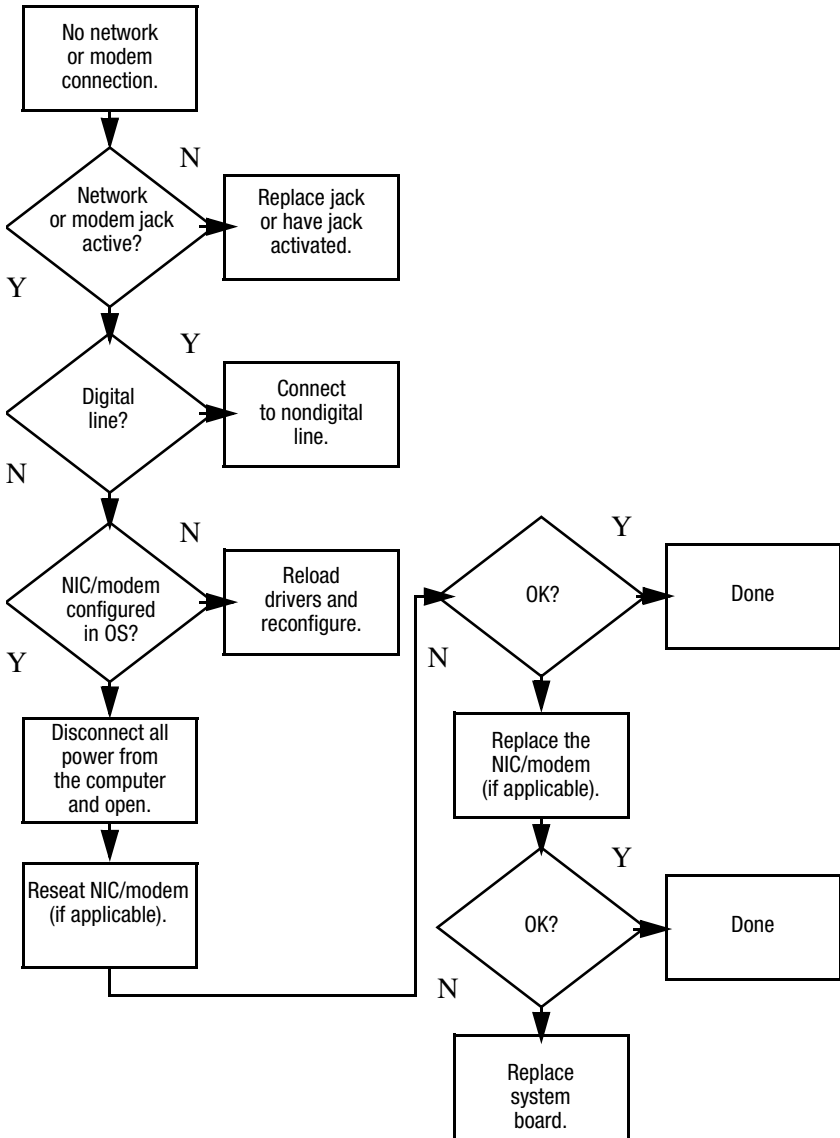 No network
or modem
connection.
N
Network
or modem jack
active?
Replace jack
or have jack
activated.
Y
Y
Digital
line?
Connect
to nondigital
line.
N
N
NIC/modem
configured
in OS?
Reload
drivers and
reconfigure.
Y
Disconnect all
power from
the computer
and open.
Reseat NIC/modem
(if applicable).
Y
OK?
Done
N
Replace the
NIC/modem
(if applicable).
Y
OK?
Done
N
Replace
system
board.